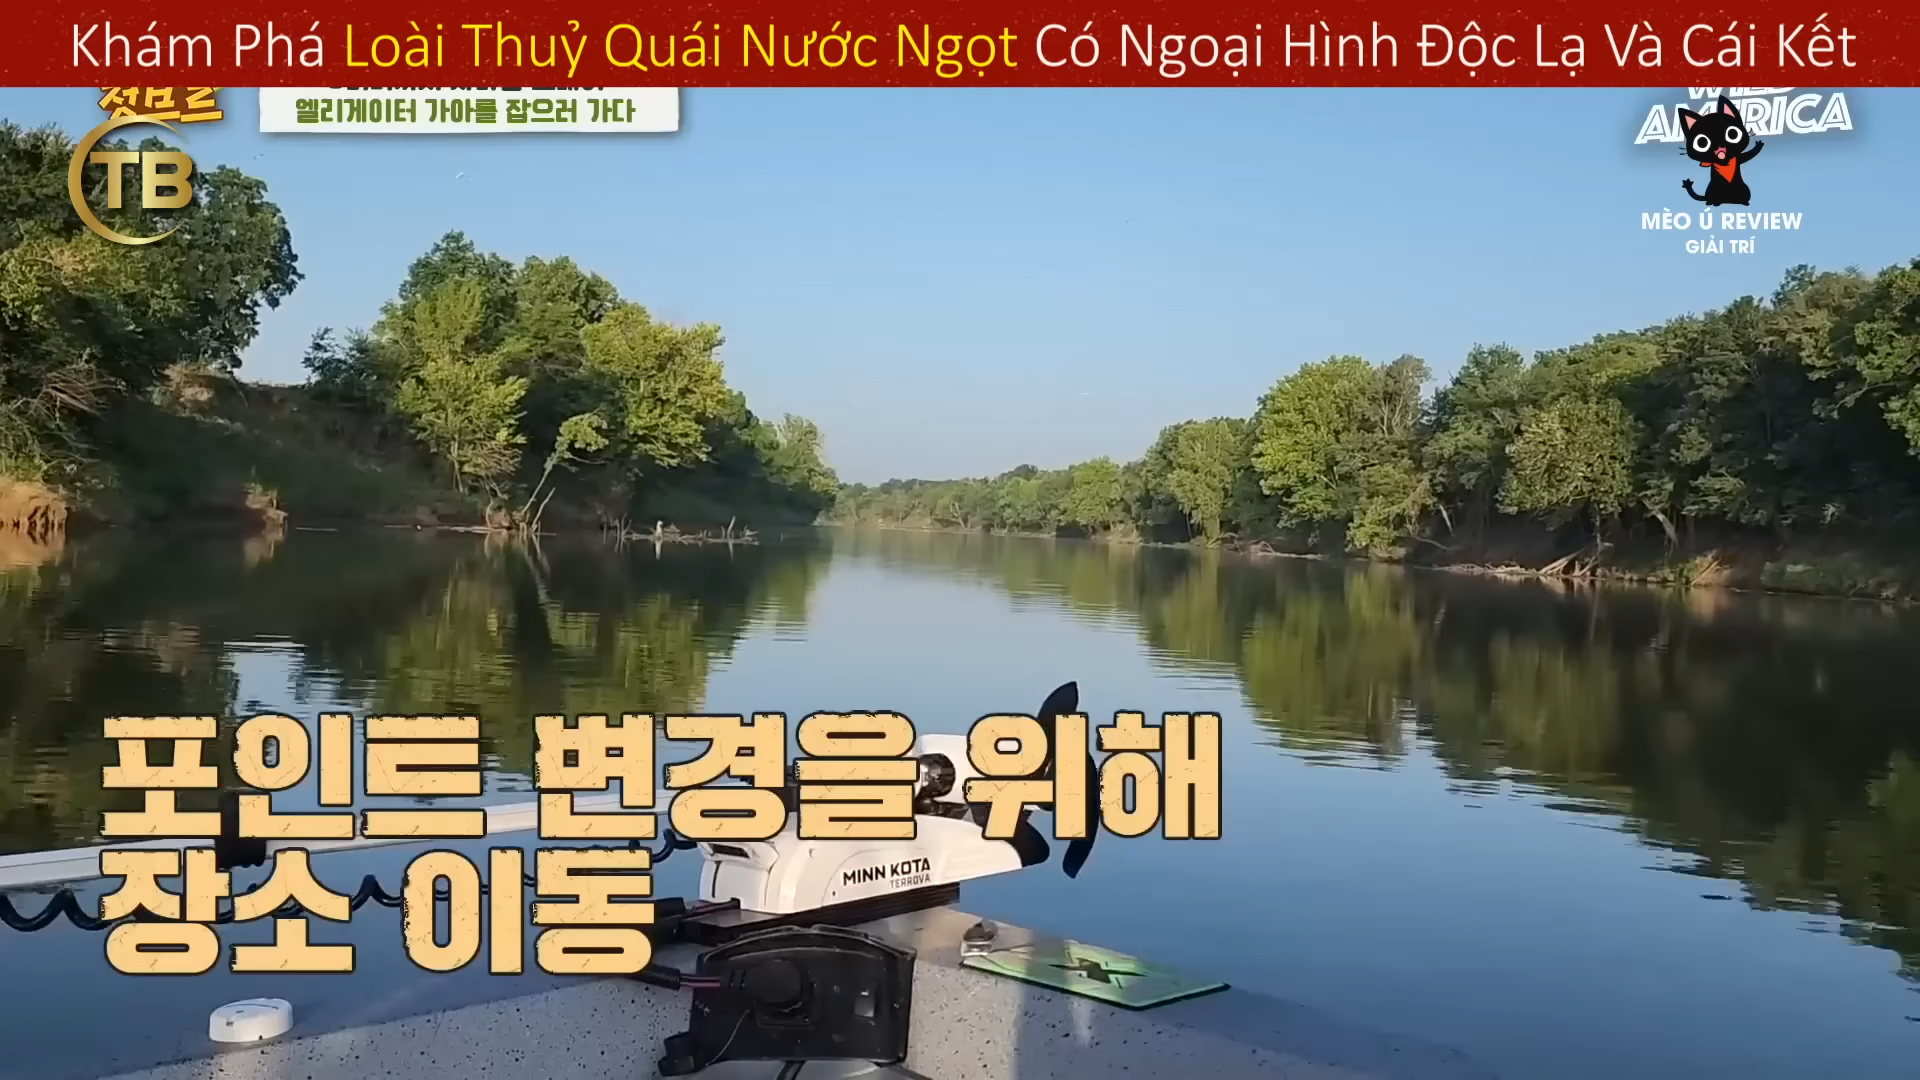 Khám Phá Loài Thuỷ Quái Nước Ngọt Có Ngoại Hình Độc Lạ Và Cái Kết
엘리게이터 가아를 잡으러 가다
TB
WILD
AMERICA
MÈO Ú REVIEW
GIẢI TRÍ
포인트 변경을 위해
장소 이동
MINN KOTA
TERROVA